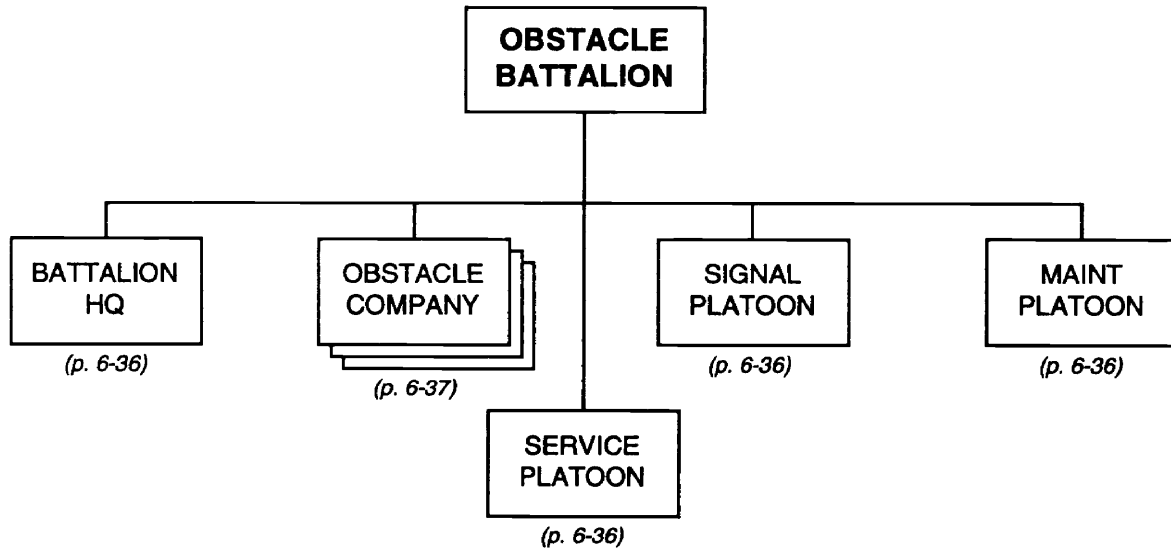 OBSTACLE
BATTALION
BATTALION
HQ
(p. 6-36)
OBSTACLE
COMPANY
(p. 6-37)
SIGNAL
PLATOON
(p. 6-36)
MAINT
PLATOON
(p. 6-36)
SERVICE
PLATOON
(p. 6-36)